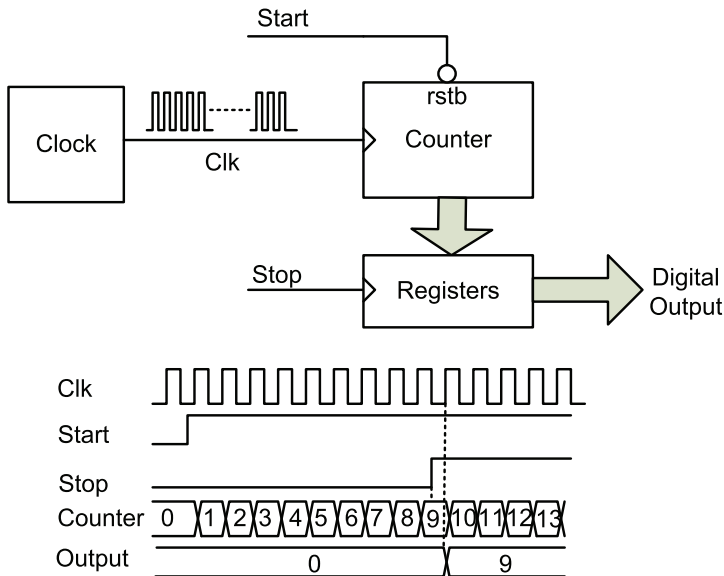 Start
rstb
Clock
Counter
Clk
Stop
Registers
Digital
Output
Clk
Start
Stop
Counter 0 1 2 3 4 5 6 7 8 9 10 11 12 13
Output 0 9